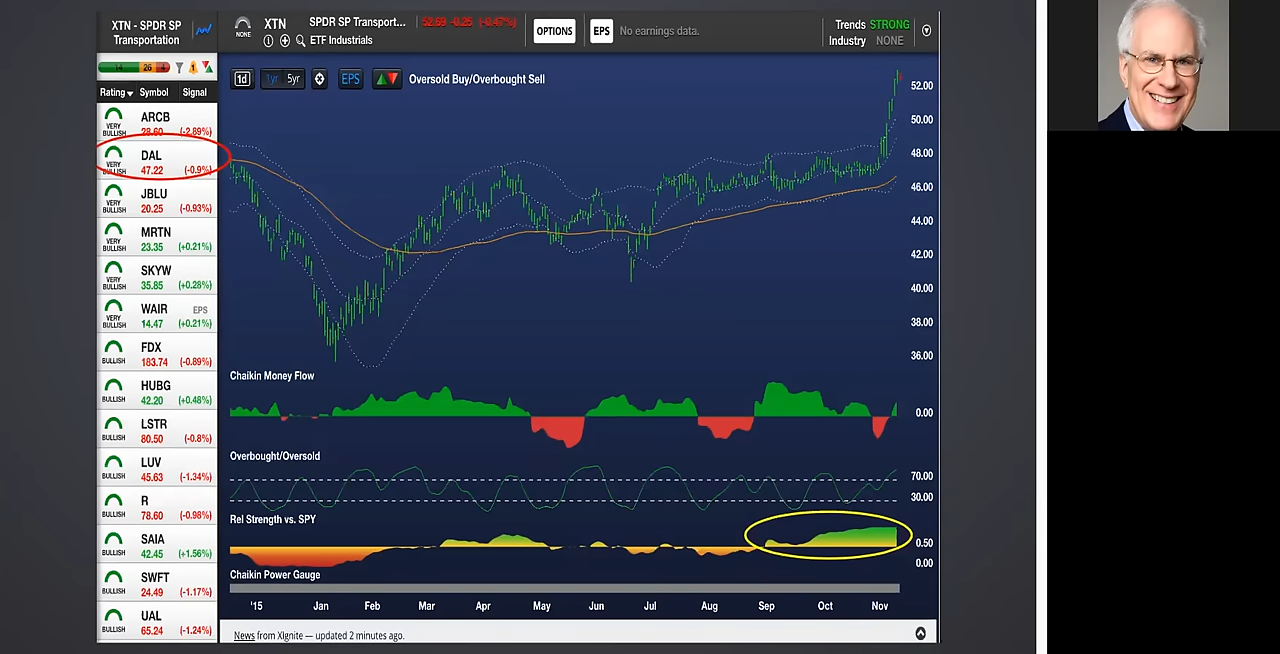 XTN - SPDR SP
Transportation
NONE
XTN
SPDR SP Transport...
52.69 -0.25 (-0.47%)
ETF Industrials
OPTIONS
EPS
No earnings data.
Trends STRONG
Industry NONE
14 26 4
Rating Symbol Signal
ARCB
VERY BULLISH 28.60 (-2.89%)
DAL
VERY BULLISH 47.22 (-0.9%)
JBLU
VERY BULLISH 20.25 (-0.93%)
MRTN
VERY BULLISH 23.35 (+0.21%)
SKYW
VERY BULLISH 35.85 (+0.28%)
WAIR EPS
VERY BULLISH 14.47 (+0.21%)
FDX
BULLISH 183.74 (-0.89%)
HUBG
BULLISH 42.20 (+0.48%)
LSTR
BULLISH 80.50 (-0.8%)
LUV
BULLISH 45.63 (-1.34%)
R
BULLISH 78.60 (-0.98%)
SAIA
BULLISH 42.45 (+1.56%)
SWFT
BULLISH 24.49 (-1.17%)
UAL
BULLISH 65.24 (-1.24%)
1d 1yr 5yr EPS Oversold Buy/Overbought Sell
52.00
50.00
48.00
46.00
44.00
42.00
40.00
38.00
36.00
Chaikin Money Flow
0.00
Overbought/Oversold
70.00
30.00
Rel Strength vs. SPY
0.50
0.00
Chaikin Power Gauge
'15 Jan Feb Mar Apr May Jun Jul Aug Sep Oct Nov
News from XIgnite — updated 2 minutes ago.